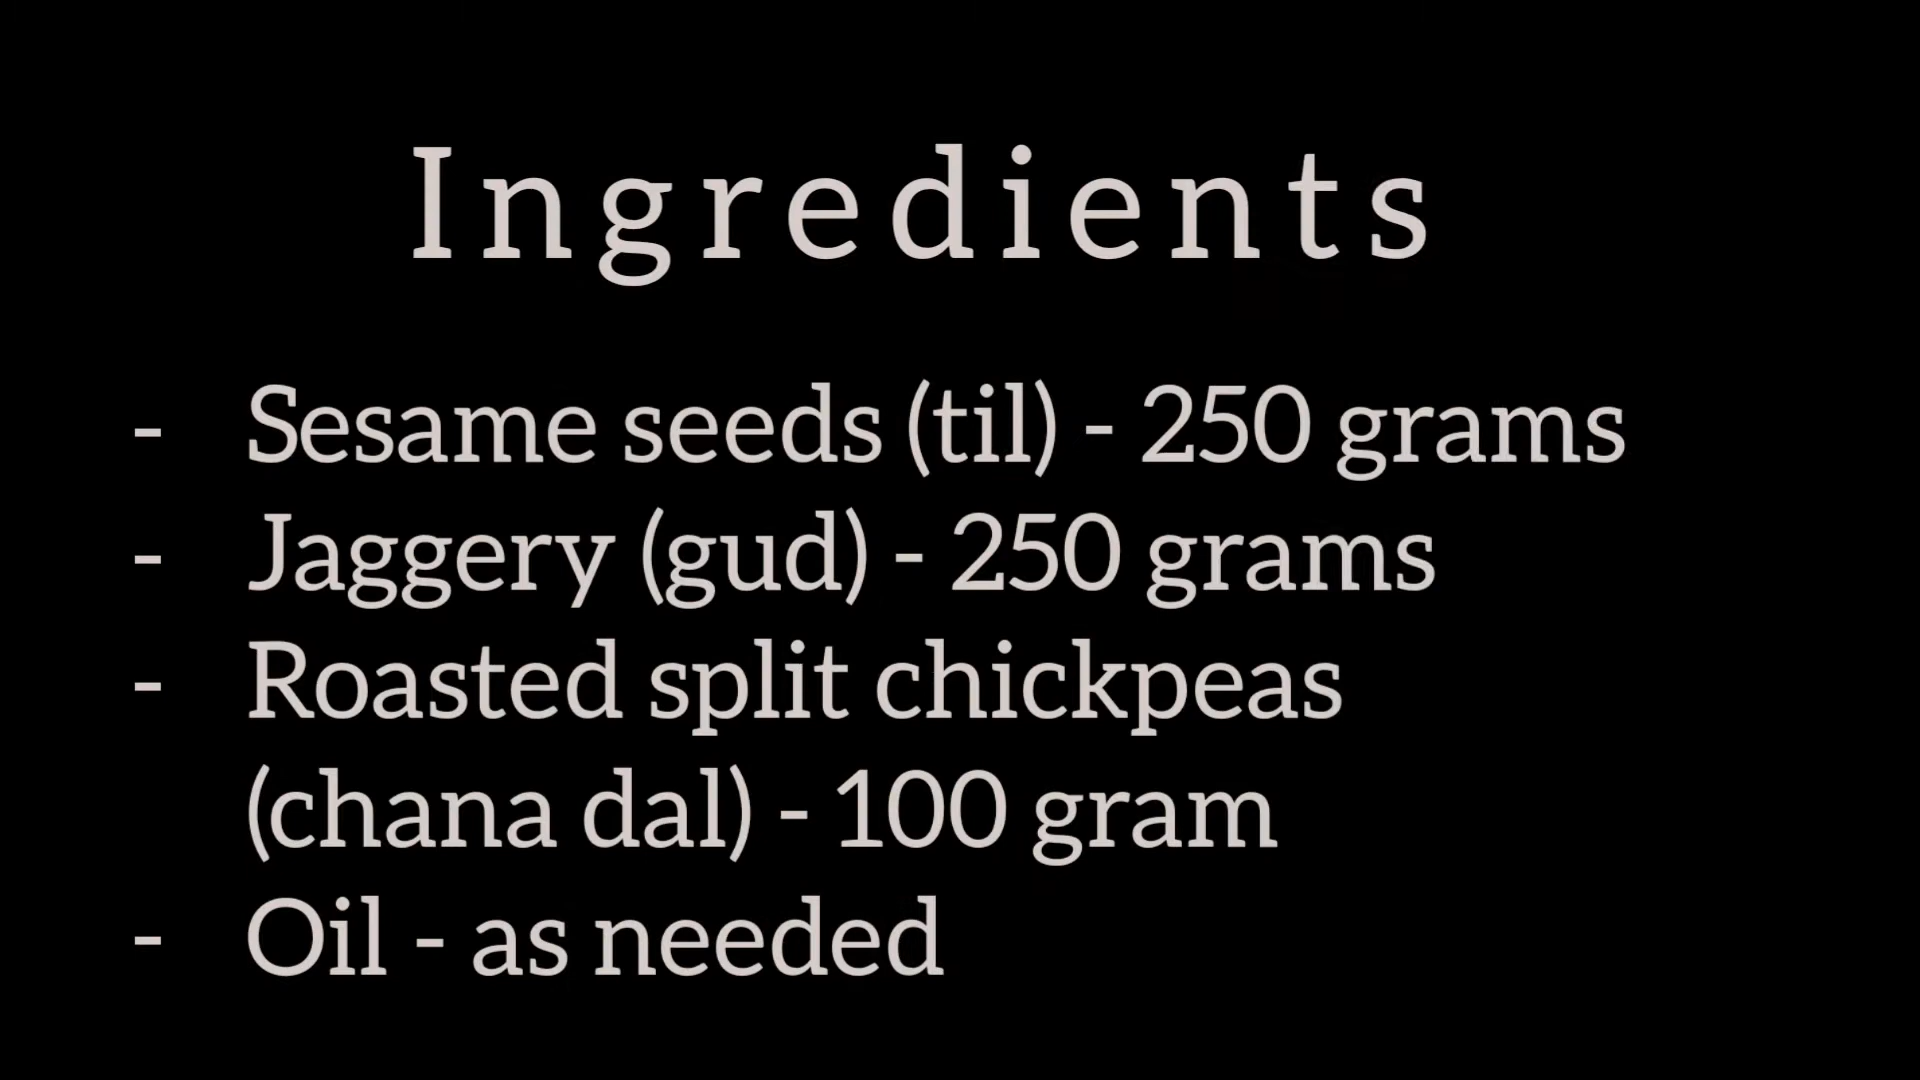 Ingredients
- Sesame seeds (til) - 250 grams
- Jaggery (gud) - 250 grams
- Roasted split chickpeas
(chana dal) - 100 gram
- Oil - as needed